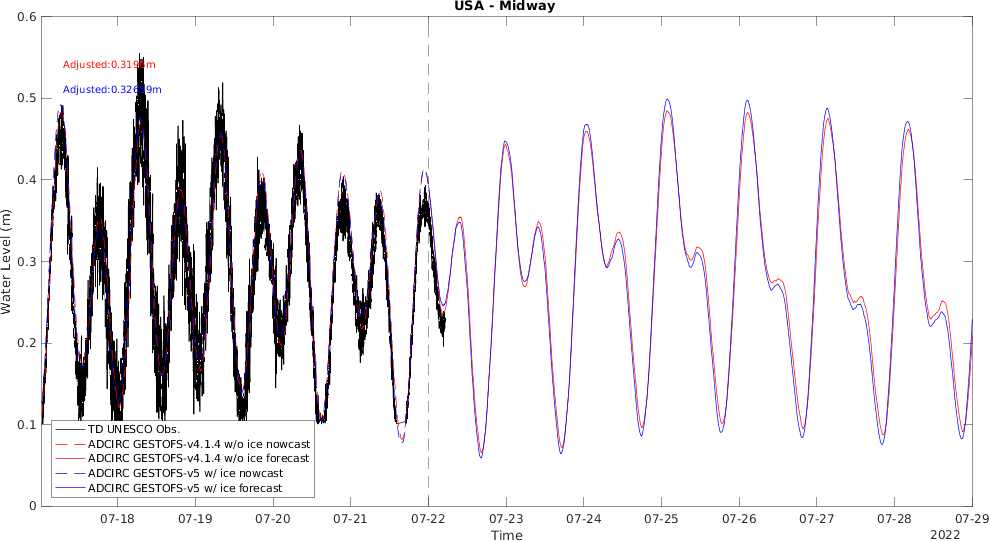 USA - Midway
0.6
0.5
0.4
0.3
0.2
0.1
0
Water Level (m)
TD UNESCO Obs.
ADCIRC GESTOFS-v4.1.4 w/o ice nowcast
ADCIRC GESTOFS-v4.1.4 w/o ice forecast
ADCIRC GESTOFS-v5 w/ ice nowcast
ADCIRC GESTOFS-v5 w/ ice forecast
07-18 07-19 07-20 07-21 07-22 07-23 07-24 07-25 07-26 07-27 07-28 07-29
Time
2022